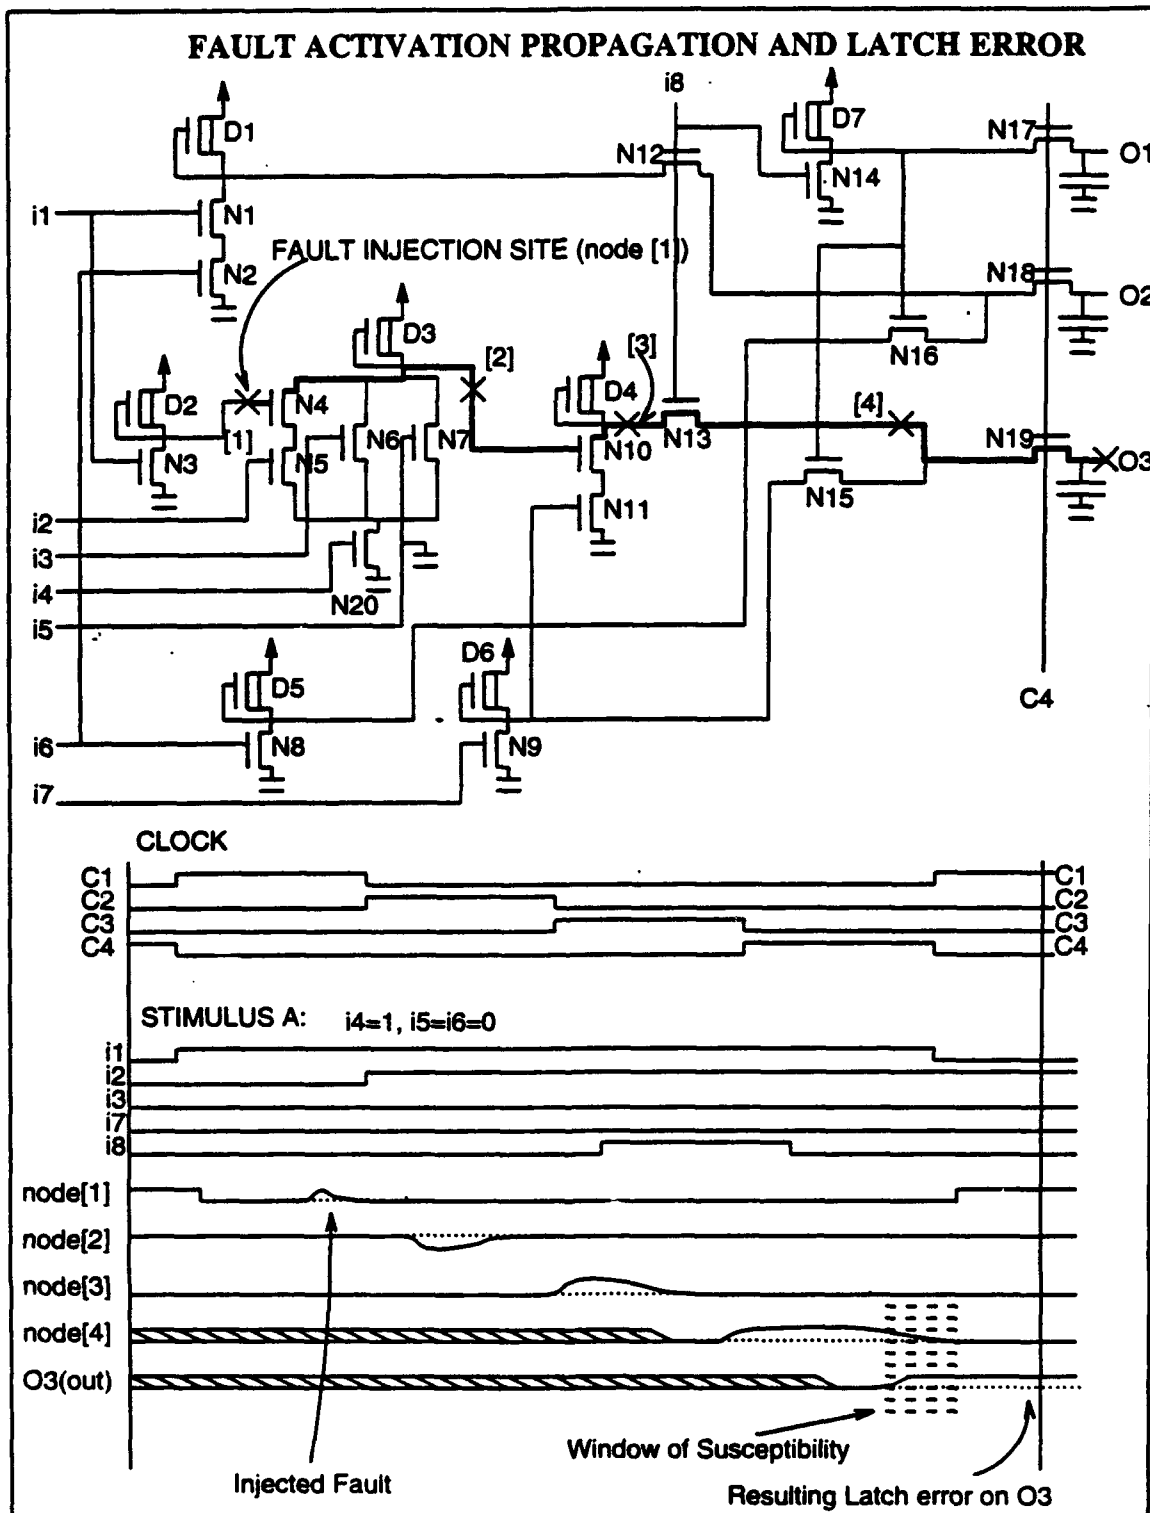 FAULT ACTIVATION PROPAGATION AND LATCH ERROR
i8
D1
D7
N17
N12
O1
N14
i1
N1
FAULT INJECTION SITE (node [1])
N2
N18
O2
D3
[2]
[3]
N16
D2
N4
D4
[4]
[1]
N6
N7
N10
N13
N19
N3
N5
O3
N15
N11
i2
i3
i4
N20
i5
D6
D5
C4
i6
N8
N9
i7
CLOCK
C1 C1
C2 C2
C3 C3
C4 C4
STIMULUS A: i4=1, i5=i6=0
i1
i2
i3
i7
i8
node[1]
node[2]
node[3]
node[4]
O3(out)
Window of Susceptibility
Injected Fault
Resulting Latch error on O3